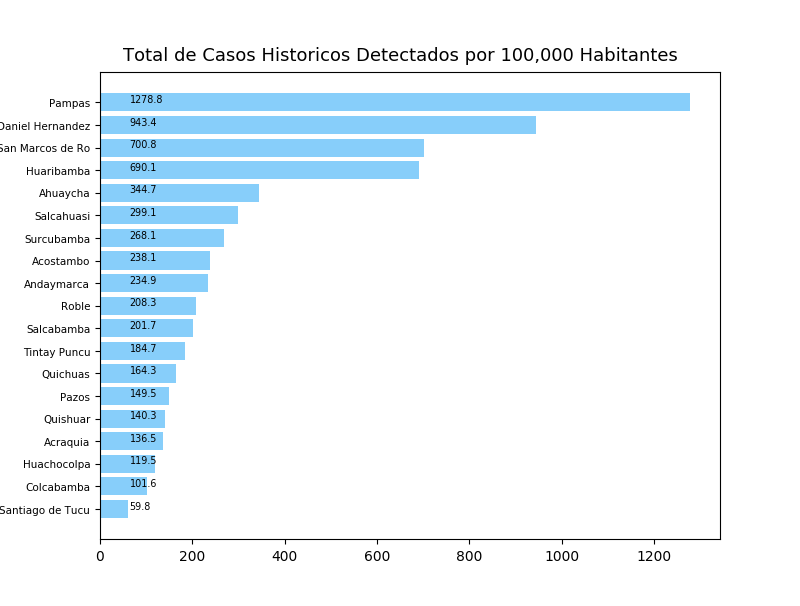 Total de Casos Historicos Detectados por 100,000 Habitantes
Pampas 1278.8
Daniel Hernandez 943.4
San Marcos de Ro 700.8
Huaribamba 690.1
Ahuaycha 344.7
Salcahuasi 299.1
Surcubamba 268.1
Acostambo 238.1
Andaymarca 234.9
Roble 208.3
Salcabamba 201.7
Tintay Puncu 184.7
Quichuas 164.3
Pazos 149.5
Quishuar 140.3
Acraquia 136.5
Huachocolpa 119.5
Colcabamba 101.6
Santiago de Tucu 59.8
0 200 400 600 800 1000 1200